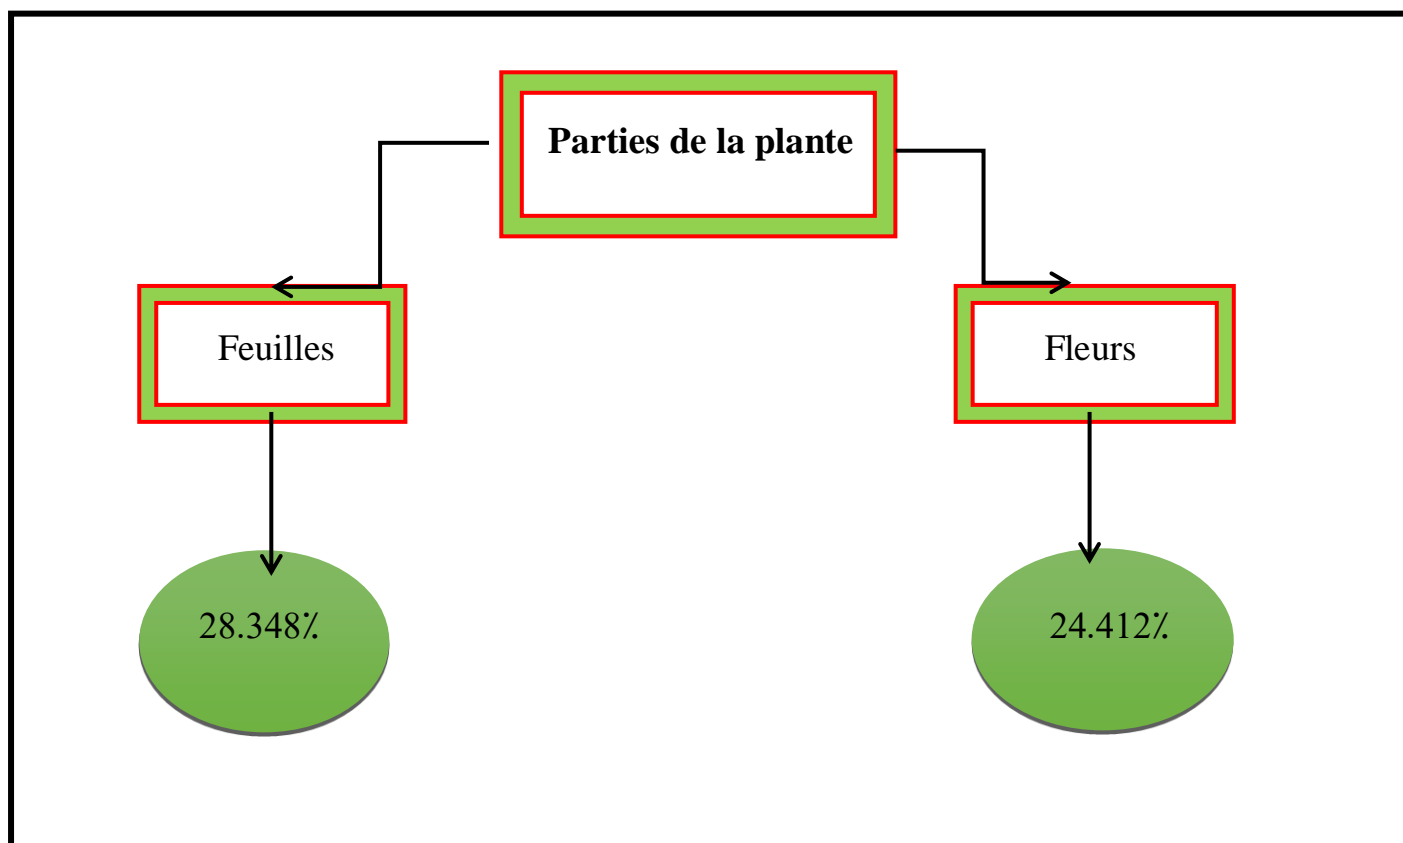 Parties de la plante
Feuilles
Fleurs
28.348٪
24.412٪